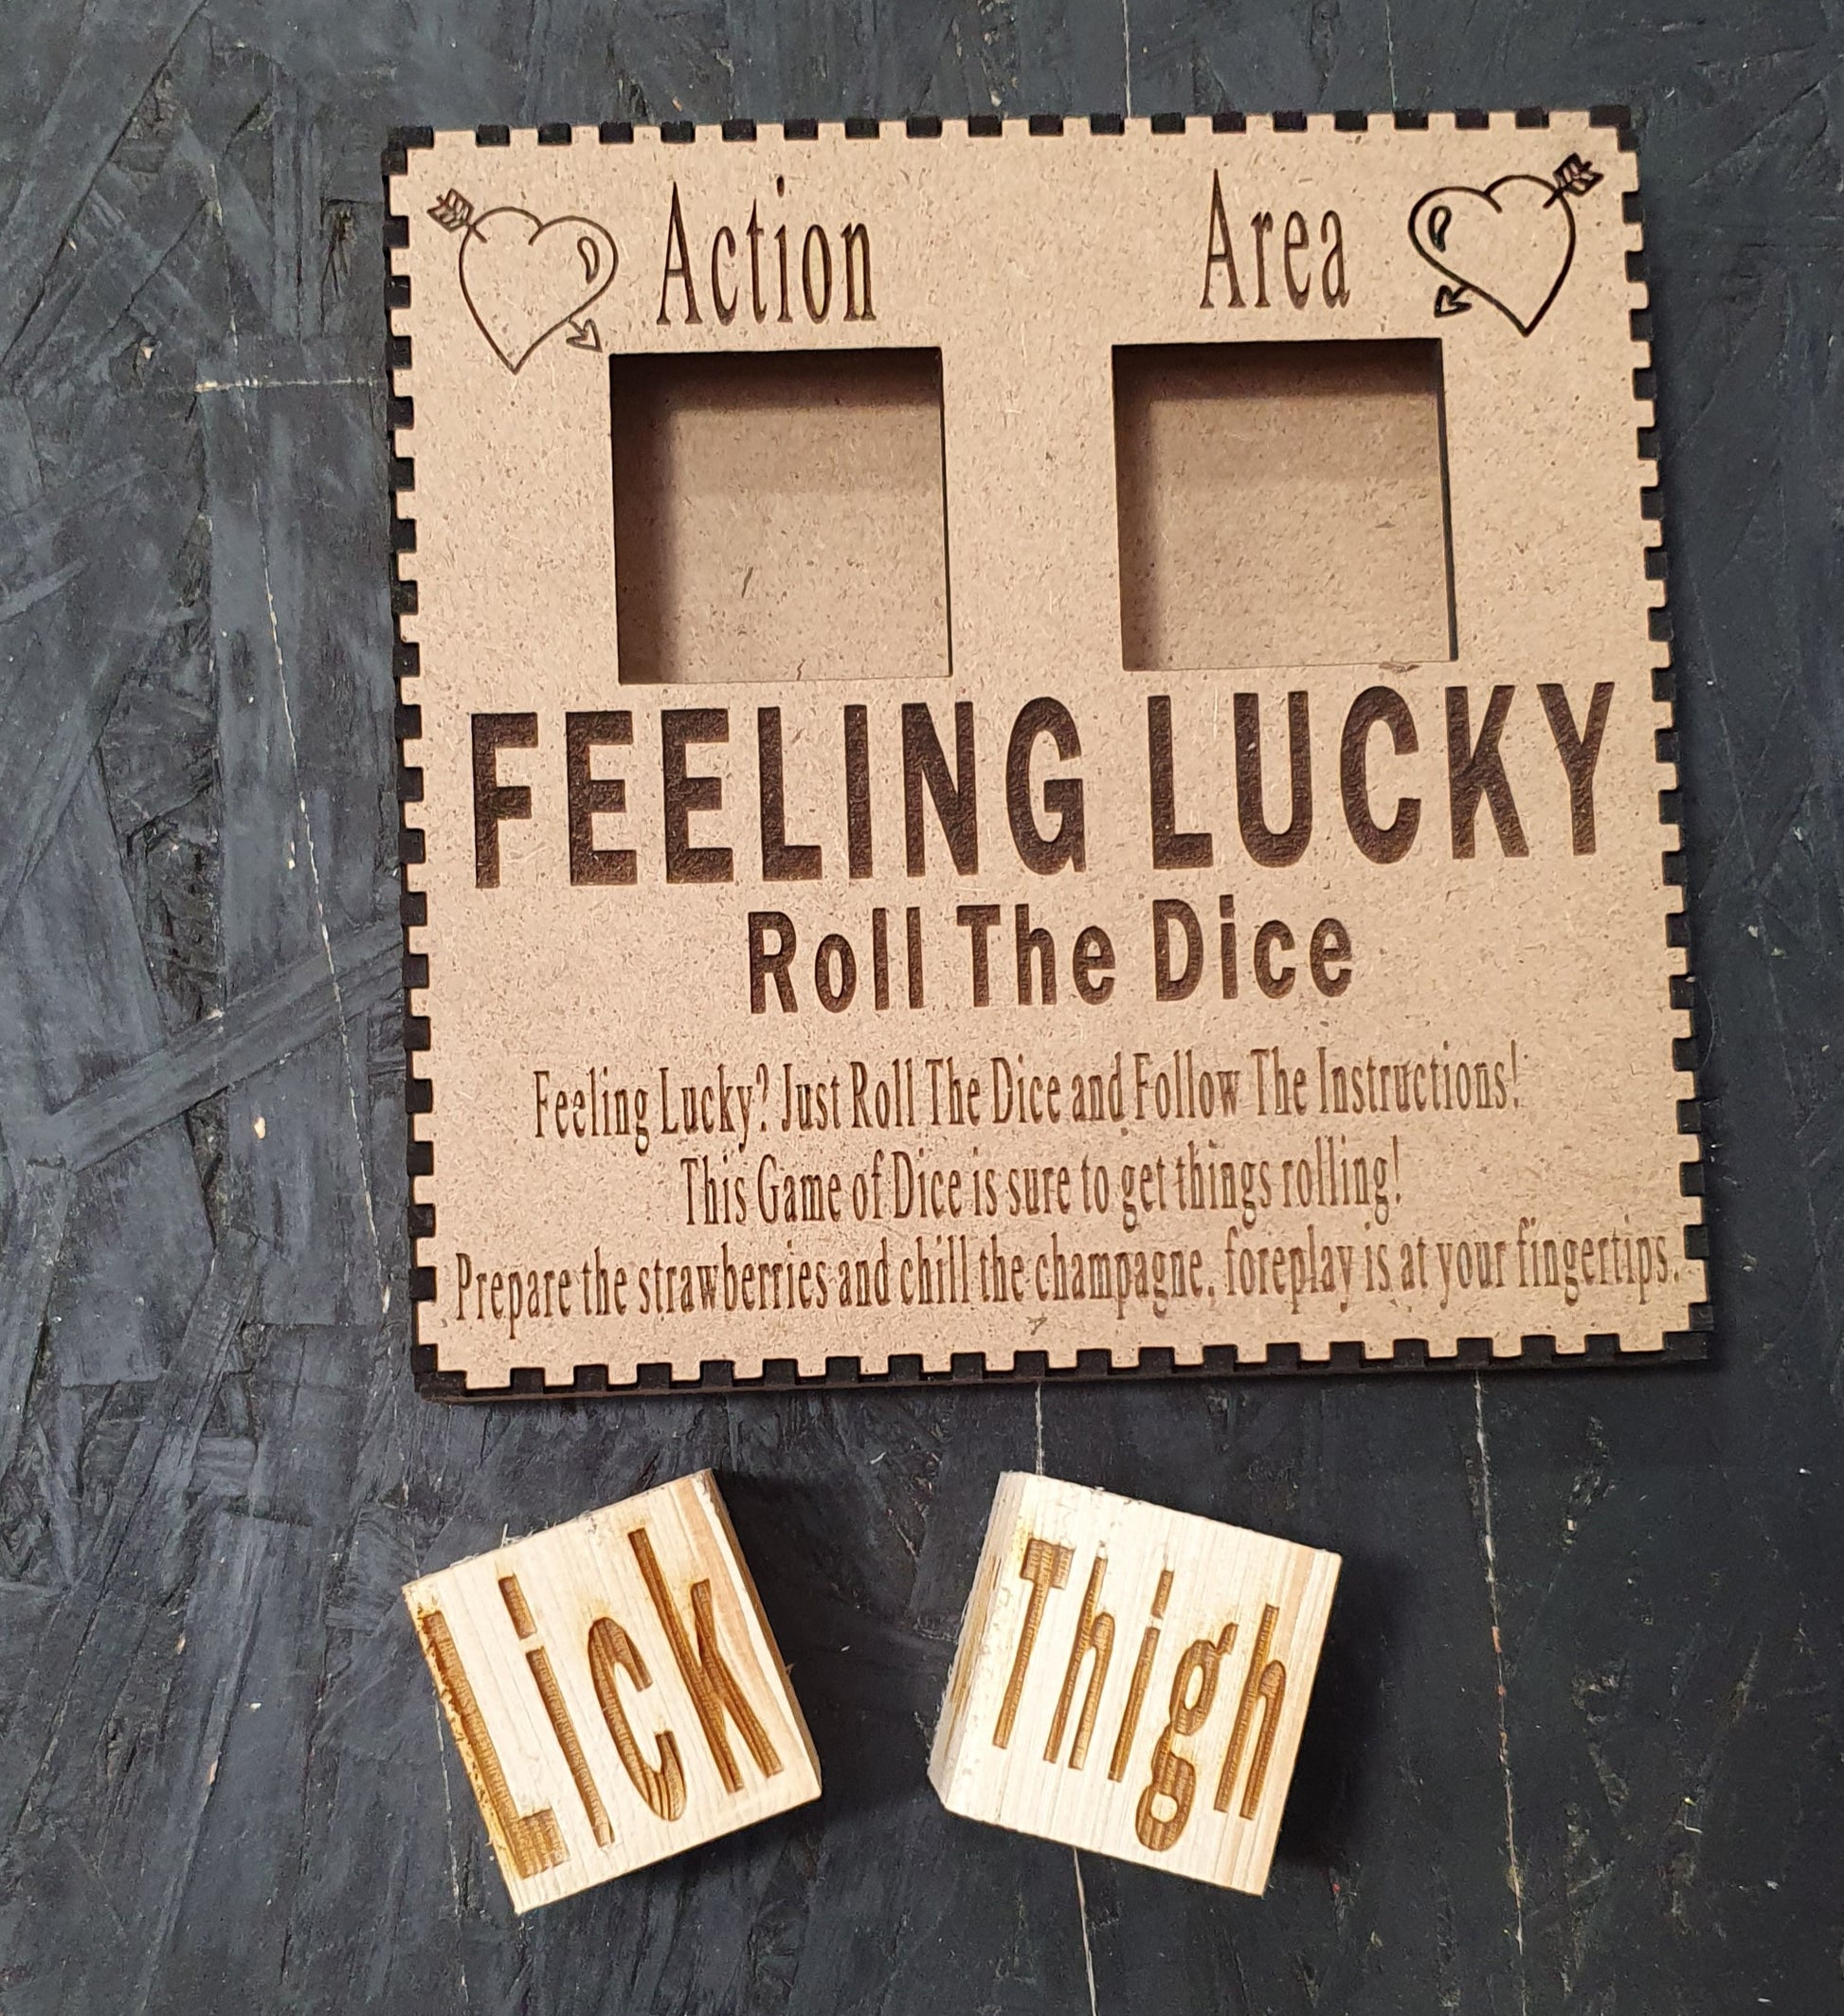 Action Area
FEELING LUCKY
Roll The Dice
Feeling Lucky? Just Roll The Dice and Follow The Instructions!
This Game of Dice is sure to get things rolling!
Prepare the strawberries and chill the champagne. foreplay is at your fingertips.
Lick
Thigh